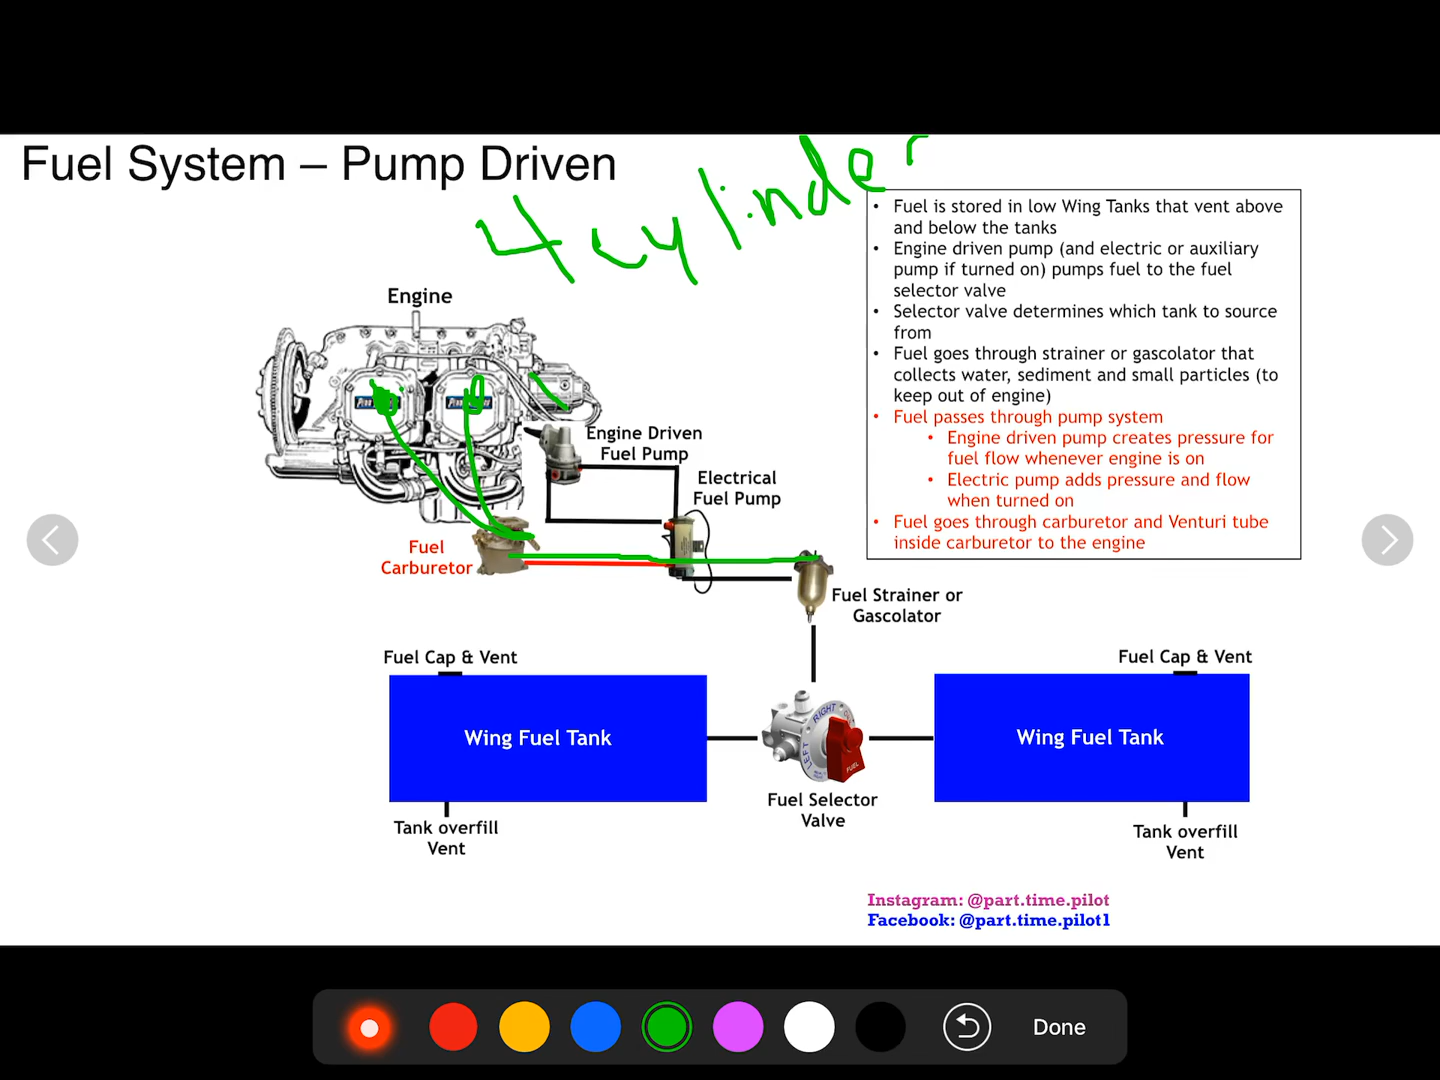 Fuel System – Pump Driven
4 cylinder
• Fuel is stored in low Wing Tanks that vent above
and below the tanks
• Engine driven pump (and electric or auxiliary
pump if turned on) pumps fuel to the fuel
selector valve
• Selector valve determines which tank to source
from
• Fuel goes through strainer or gascolator that
collects water, sediment and small particles (to
keep out of engine)
• Fuel passes through pump system
• Engine driven pump creates pressure for
fuel flow whenever engine is on
• Electric pump adds pressure and flow
when turned on
• Fuel goes through carburetor and Venturi tube
inside carburetor to the engine
Engine
Engine Driven
Fuel Pump
Electrical
Fuel Pump
Fuel
Carburetor
Fuel Strainer or
Gascolator
Fuel Cap & Vent
Fuel Cap & Vent
Wing Fuel Tank
LEFT
RIGHT
FUEL
Wing Fuel Tank
Fuel Selector
Valve
Tank overfill
Vent
Tank overfill
Vent
Instagram: @part.time.pilot
Facebook: @part.time.pilot1
Done